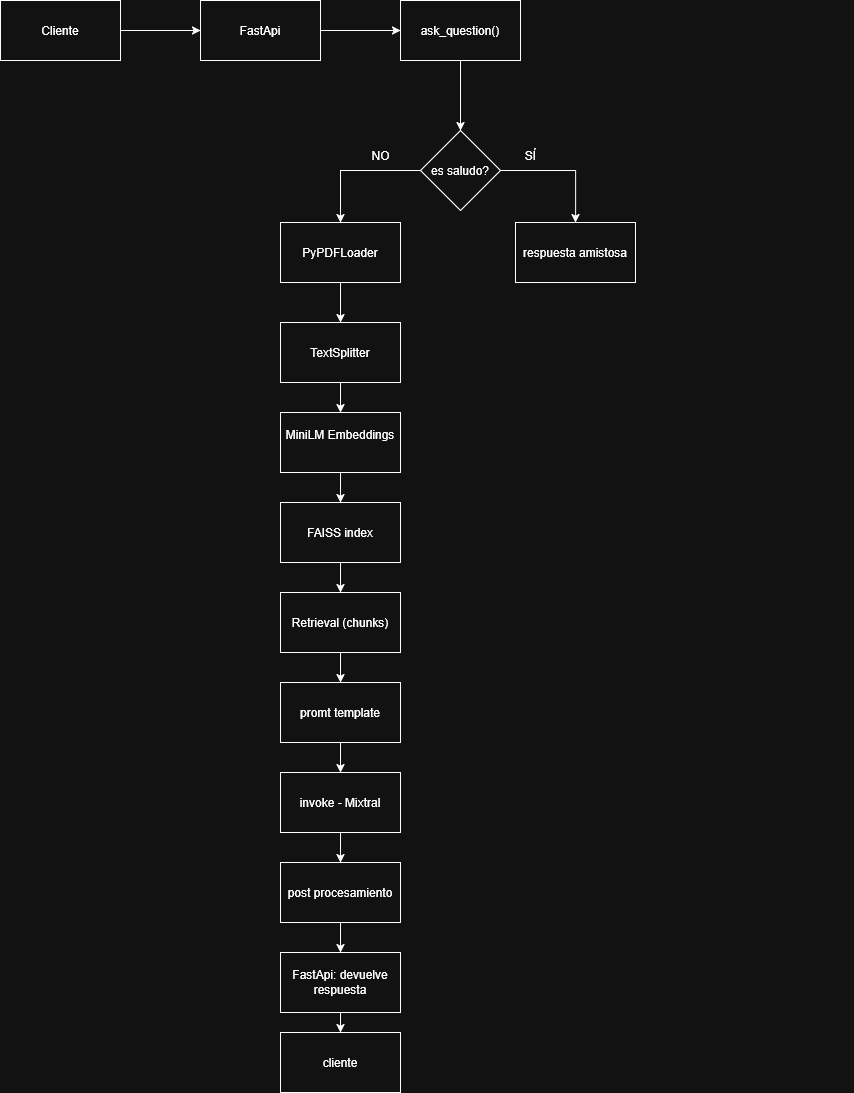 Cliente
FastApi
ask_question()
NO
SÍ
es saludo?
PyPDFLoader
respuesta amistosa
TextSplitter
MiniLM Embeddings
FAISS index
Retrieval (chunks)
promt template
invoke - Mixtral
post procesamiento
FastApi: devuelve
respuesta
cliente